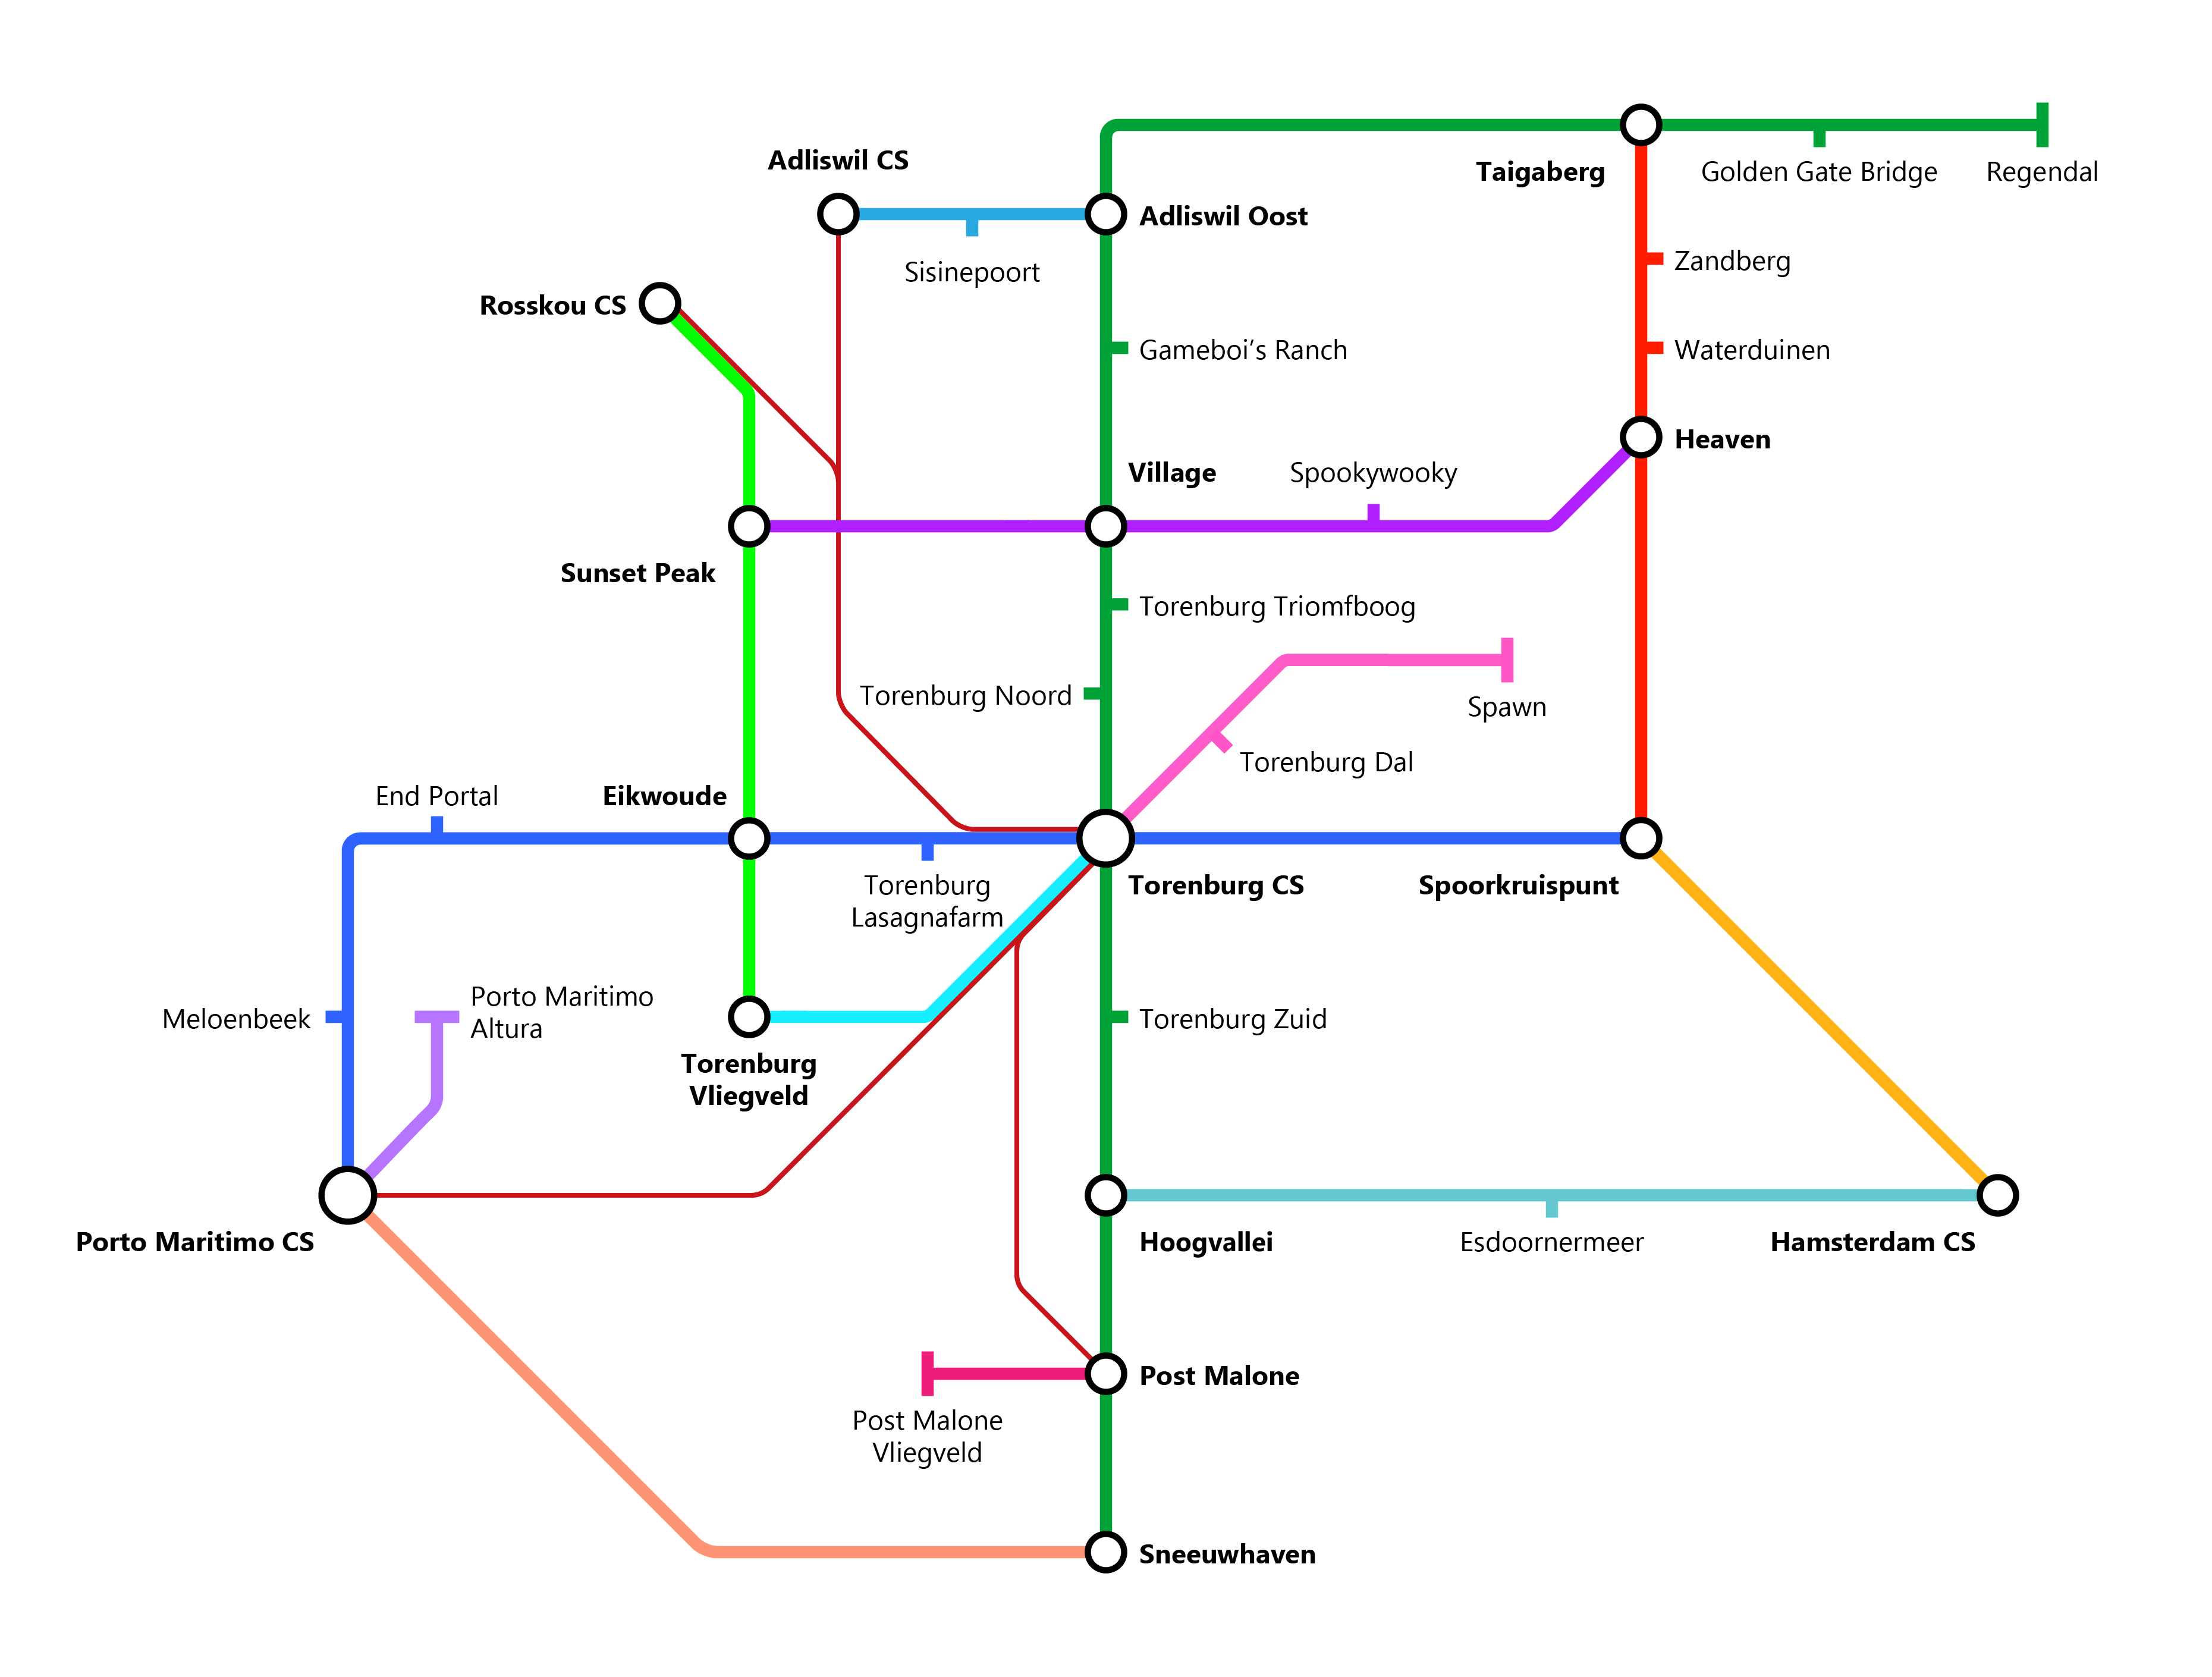 Adliswil CS
Taigaberg
Golden Gate Bridge
Regendal
Adliswil Oost
Sisinepoort
Zandberg
Rosskou CS
Gameboi’s Ranch
Waterduinen
Heaven
Village
Spookywooky
Sunset Peak
Torenburg Triomfboog
Torenburg Noord
Spawn
Torenburg Dal
End Portal
Eikwoude
Torenburg
Lasagnafarm
Torenburg CS
Spoorkruispunt
Meloenbeek
Porto Maritimo
Altura
Torenburg Zuid
Torenburg
Vliegveld
Porto Maritimo CS
Hoogvallei
Esdoornermeer
Hamsterdam CS
Post Malone
Post Malone
Vliegveld
Sneeuwhaven